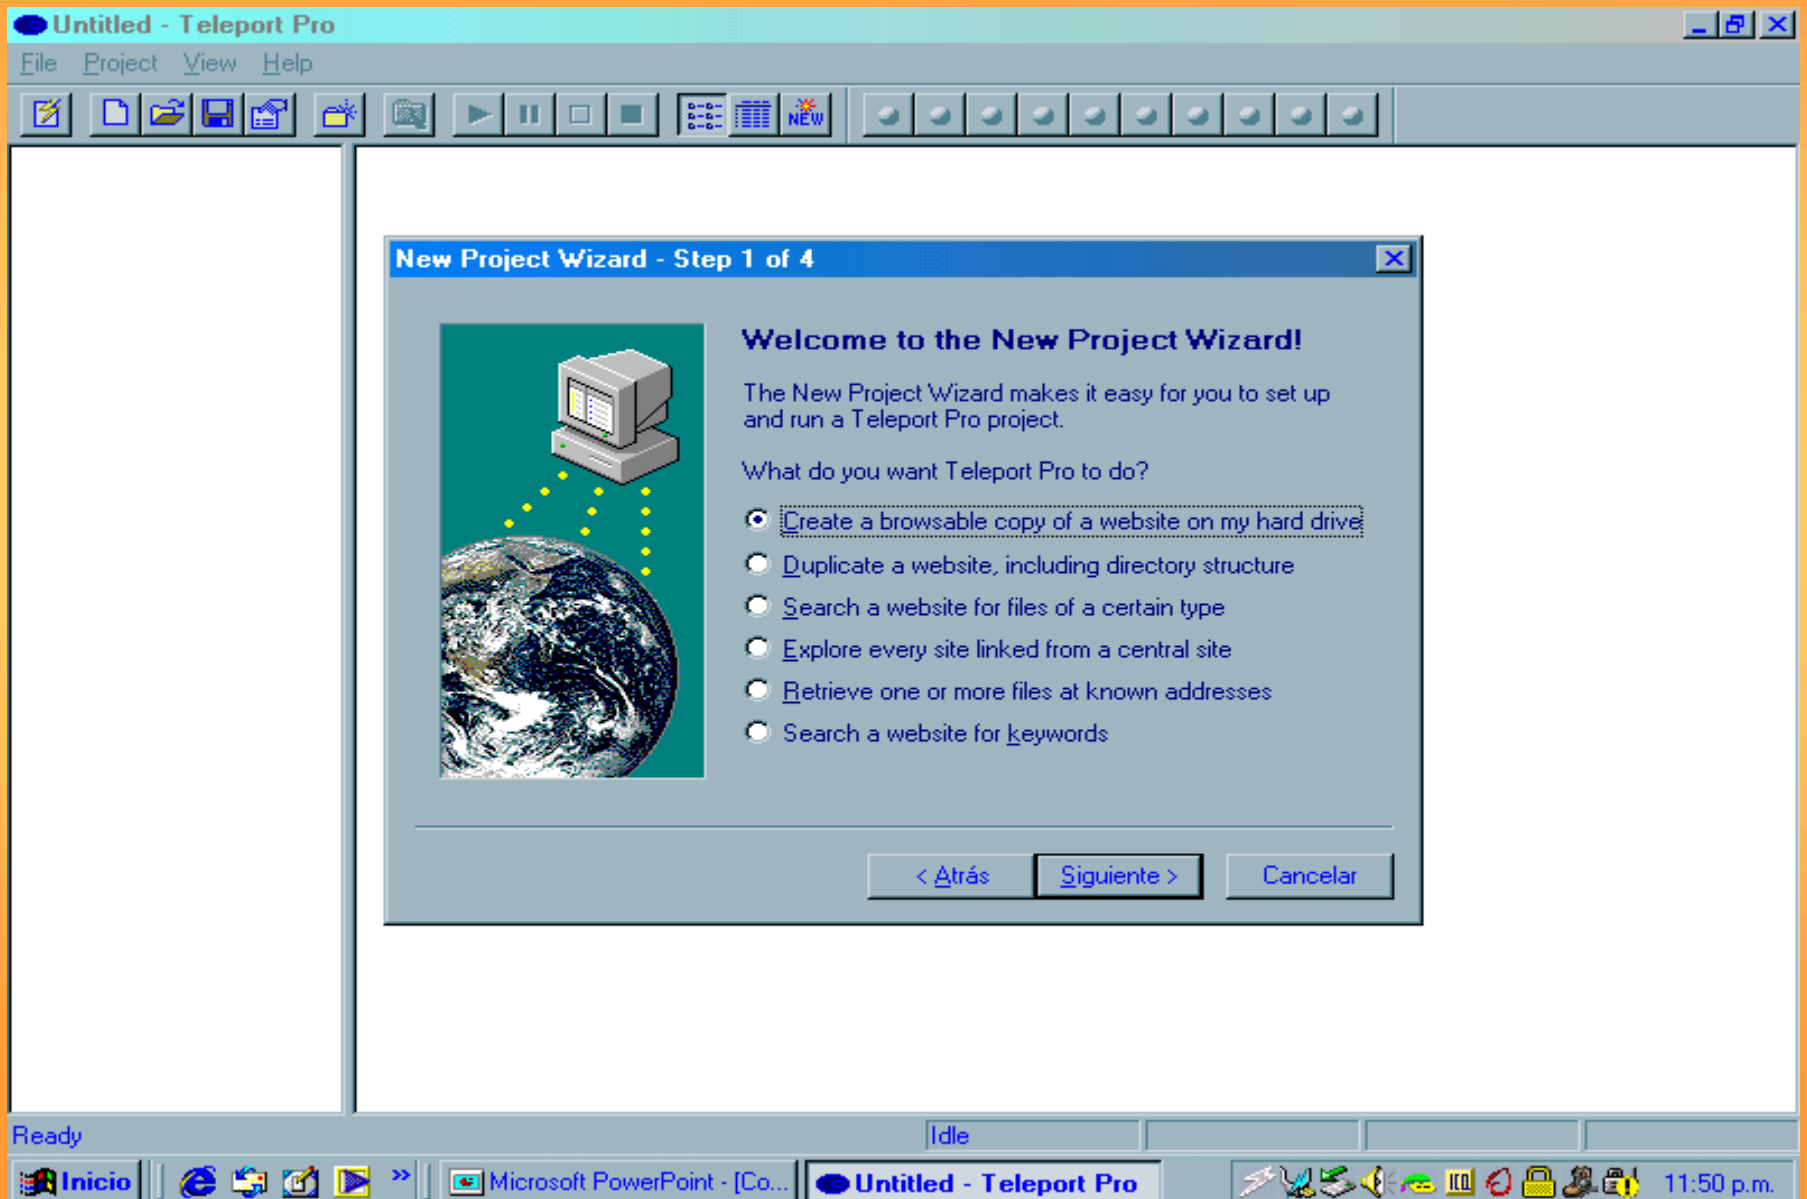 Untitled - Teleport Pro
File Project View Help
NEW
New Project Wizard - Step 1 of 4
Welcome to the New Project Wizard!
The New Project Wizard makes it easy for you to set up
and run a Teleport Pro project.
What do you want Teleport Pro to do?
Create a browsable copy of a website on my hard drive
Duplicate a website, including directory structure
Search a website for files of a certain type
Explore every site linked from a central site
Retrieve one or more files at known addresses
Search a website for keywords
< Atrás Siguiente > Cancelar
Ready Idle
Inicio » Microsoft PowerPoint - [Co... Untitled - Teleport Pro 11:50 p.m.